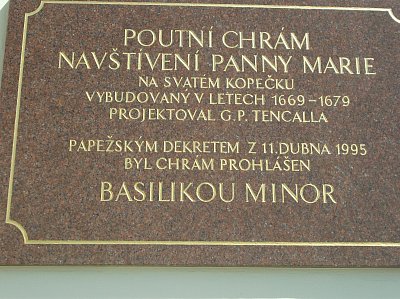 POUTNÍ CHRÁM
NAVŠTÍVENÍ PANNY MARIE
NA SVATÉM KOPEČKU
VYBUDOVANÝ V LETECH 1669-1679
PROJEKTOVAL G.P. TENCALLA
PAPEŽSKÝM DEKRETEM Z 11.DUBNA 1995
BYL CHRÁM PROHLÁŠEN
BASILIKOU MINOR